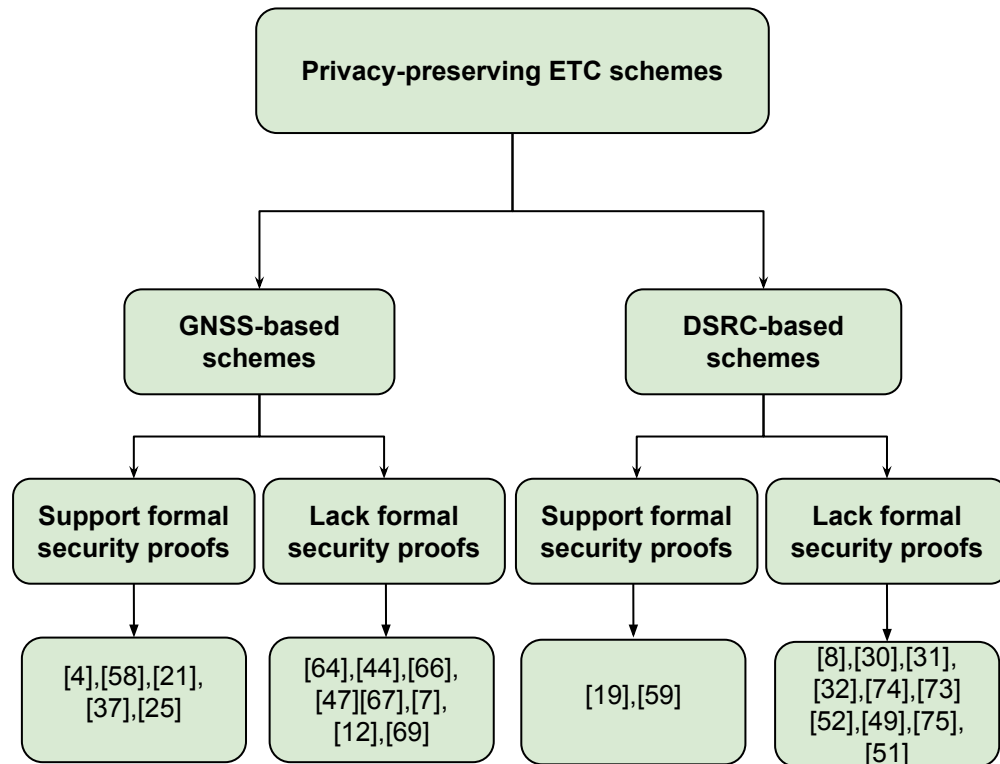 Privacy-preserving ETC schemes
GNSS-based
schemes
DSRC-based
schemes
Support formal
security proofs
Lack formal
security proofs
Support formal
security proofs
Lack formal
security proofs
[4],[58],[21],
[37],[25]
[64],[44],[66],
[47][67],[7],
[12],[69]
[19],[59]
[8],[30],[31],
[32],[74],[73]
[52],[49],[75],
[51]